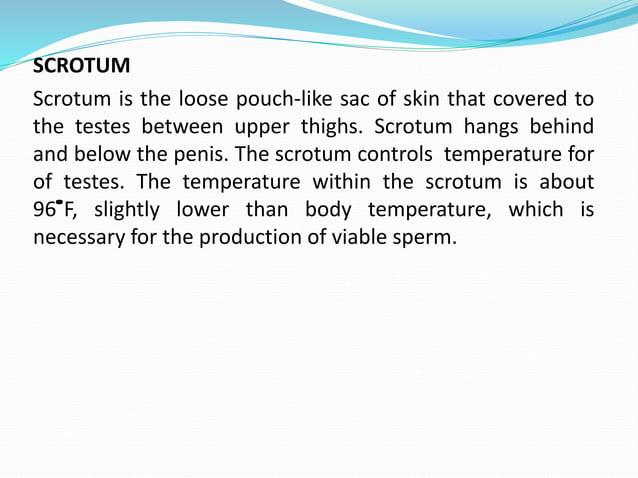 SCROTUM
Scrotum is the loose pouch-like sac of skin that covered to
the testes between upper thighs. Scrotum hangs behind
and below the penis. The scrotum controls temperature for
of testes. The temperature within the scrotum is about
96•F, slightly lower than body temperature, which is
necessary for the production of viable sperm.